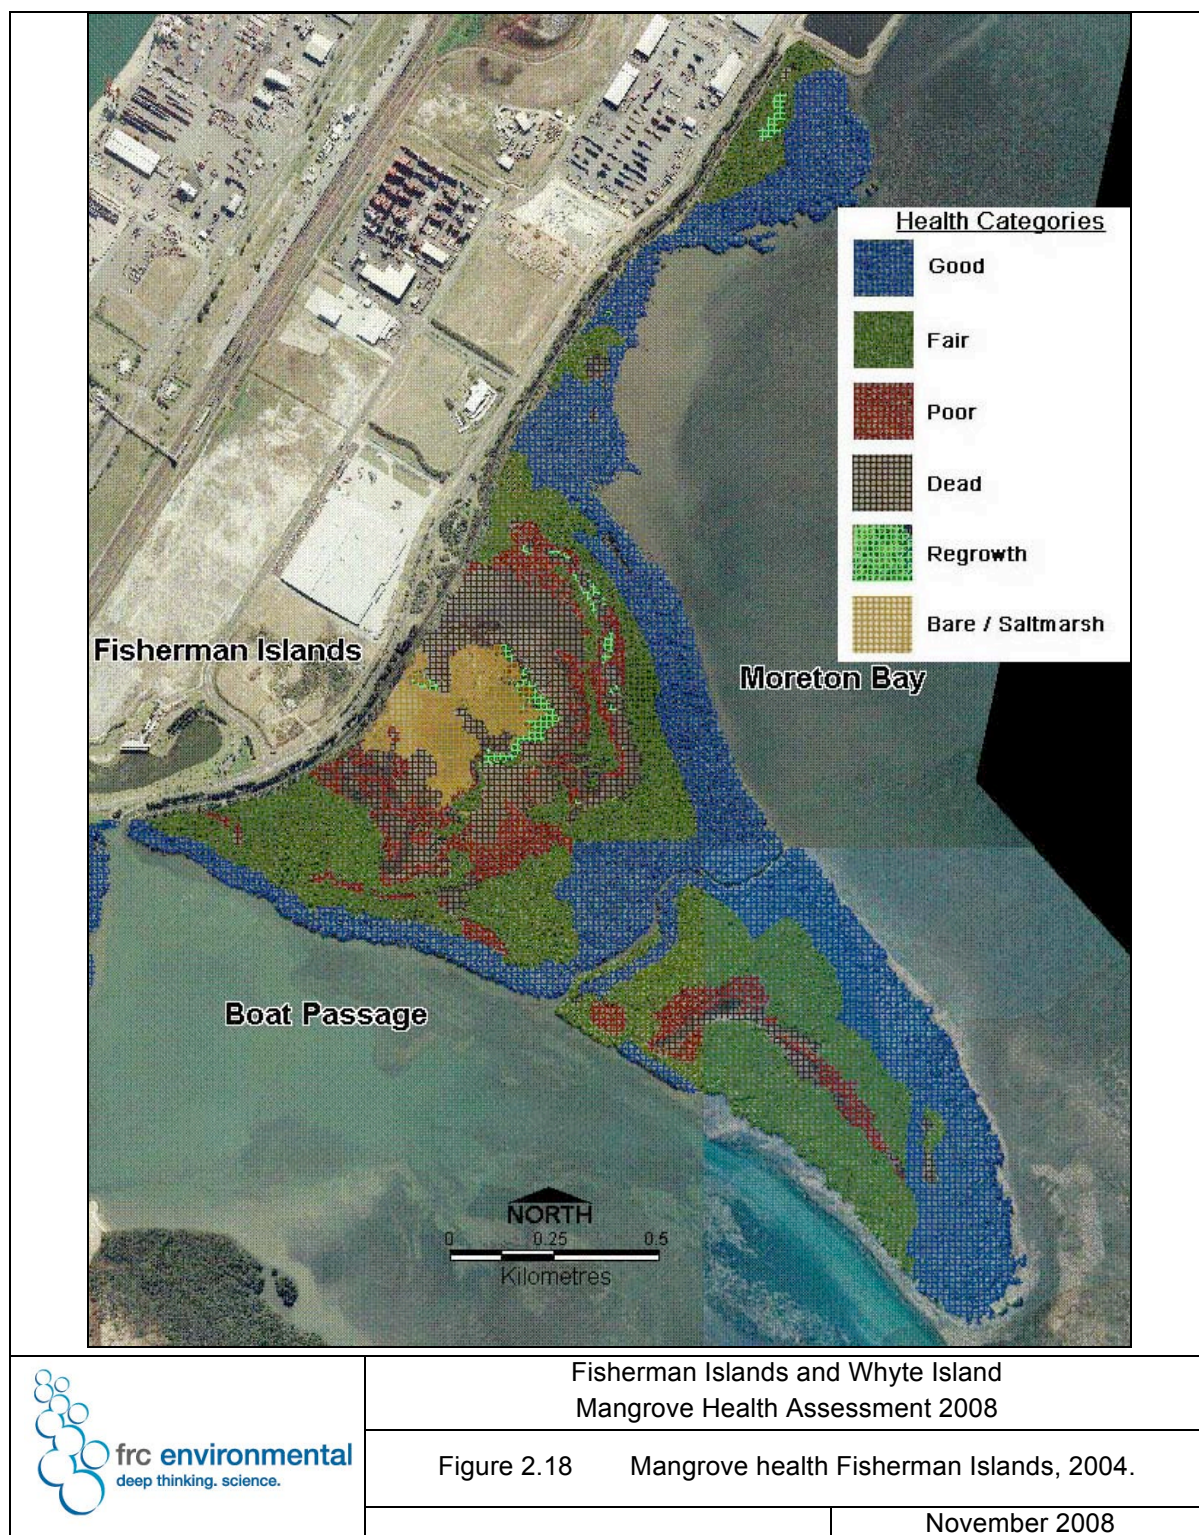 Health Categories
Good
Fair
Poor
Dead
Regrowth
Bare / Saltmarsh
Fisherman Islands
Moreton Bay
Boat Passage
NORTH
0 0.25 0.5
Kilometres
frc environmental
deep thinking. science.
Fisherman Islands and Whyte Island
Mangrove Health Assessment 2008
Figure 2.18 Mangrove health Fisherman Islands, 2004.
November 2008